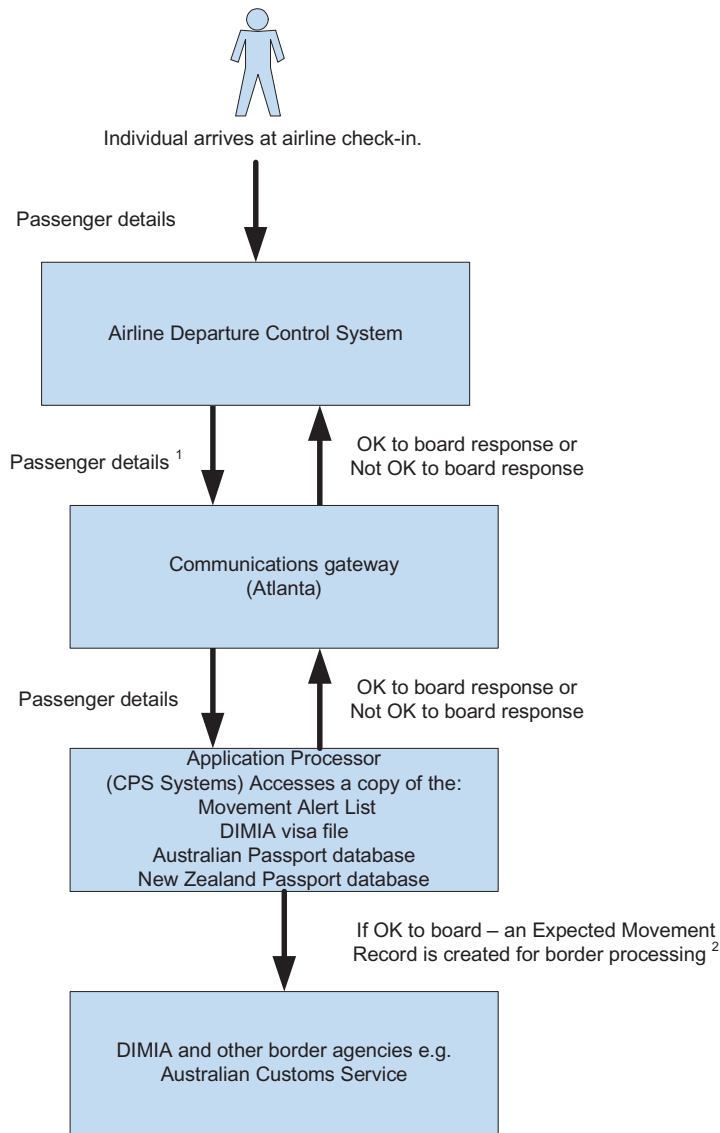 Individual arrives at airline check-in.
Passenger details
Airline Departure Control System
Passenger details 1
OK to board response or
Not OK to board response
Communications gateway
(Atlanta)
Passenger details
OK to board response or
Not OK to board response
Application Processor
(CPS Systems) Accesses a copy of the:
Movement Alert List
DIMIA visa file
Australian Passport database
New Zealand Passport database
If OK to board – an Expected Movement
Record is created for border processing 2
DIMIA and other border agencies e.g.
Australian Customs Service